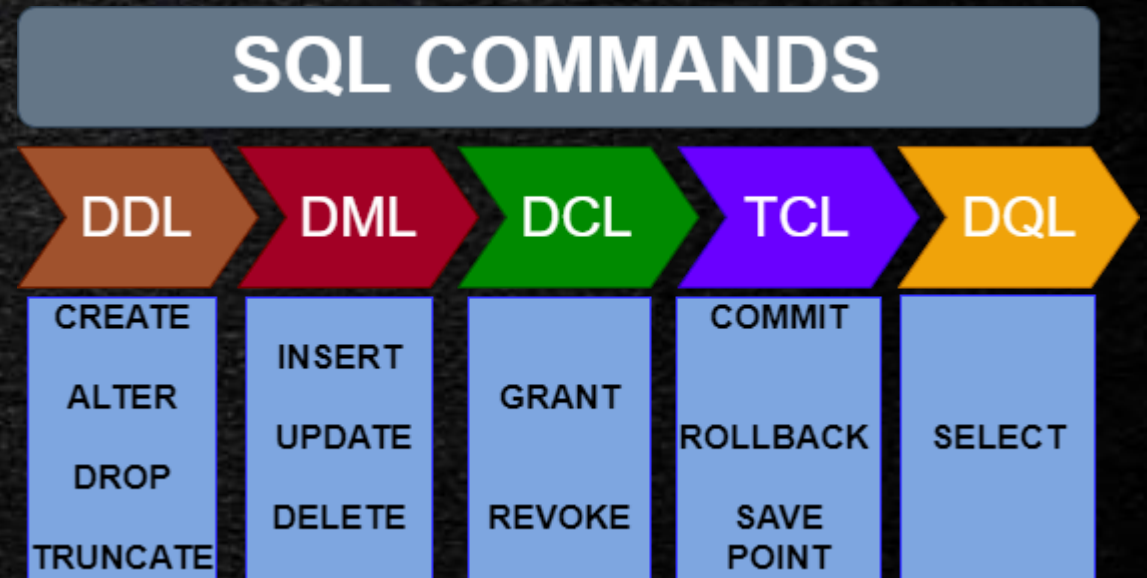 SQL COMMANDS
DDL
DML
DCL
TCL
DQL
CREATE
ALTER
DROP
TRUNCATE
INSERT
UPDATE
DELETE
GRANT
REVOKE
COMMIT
ROLLBACK
SAVE
POINT
SELECT